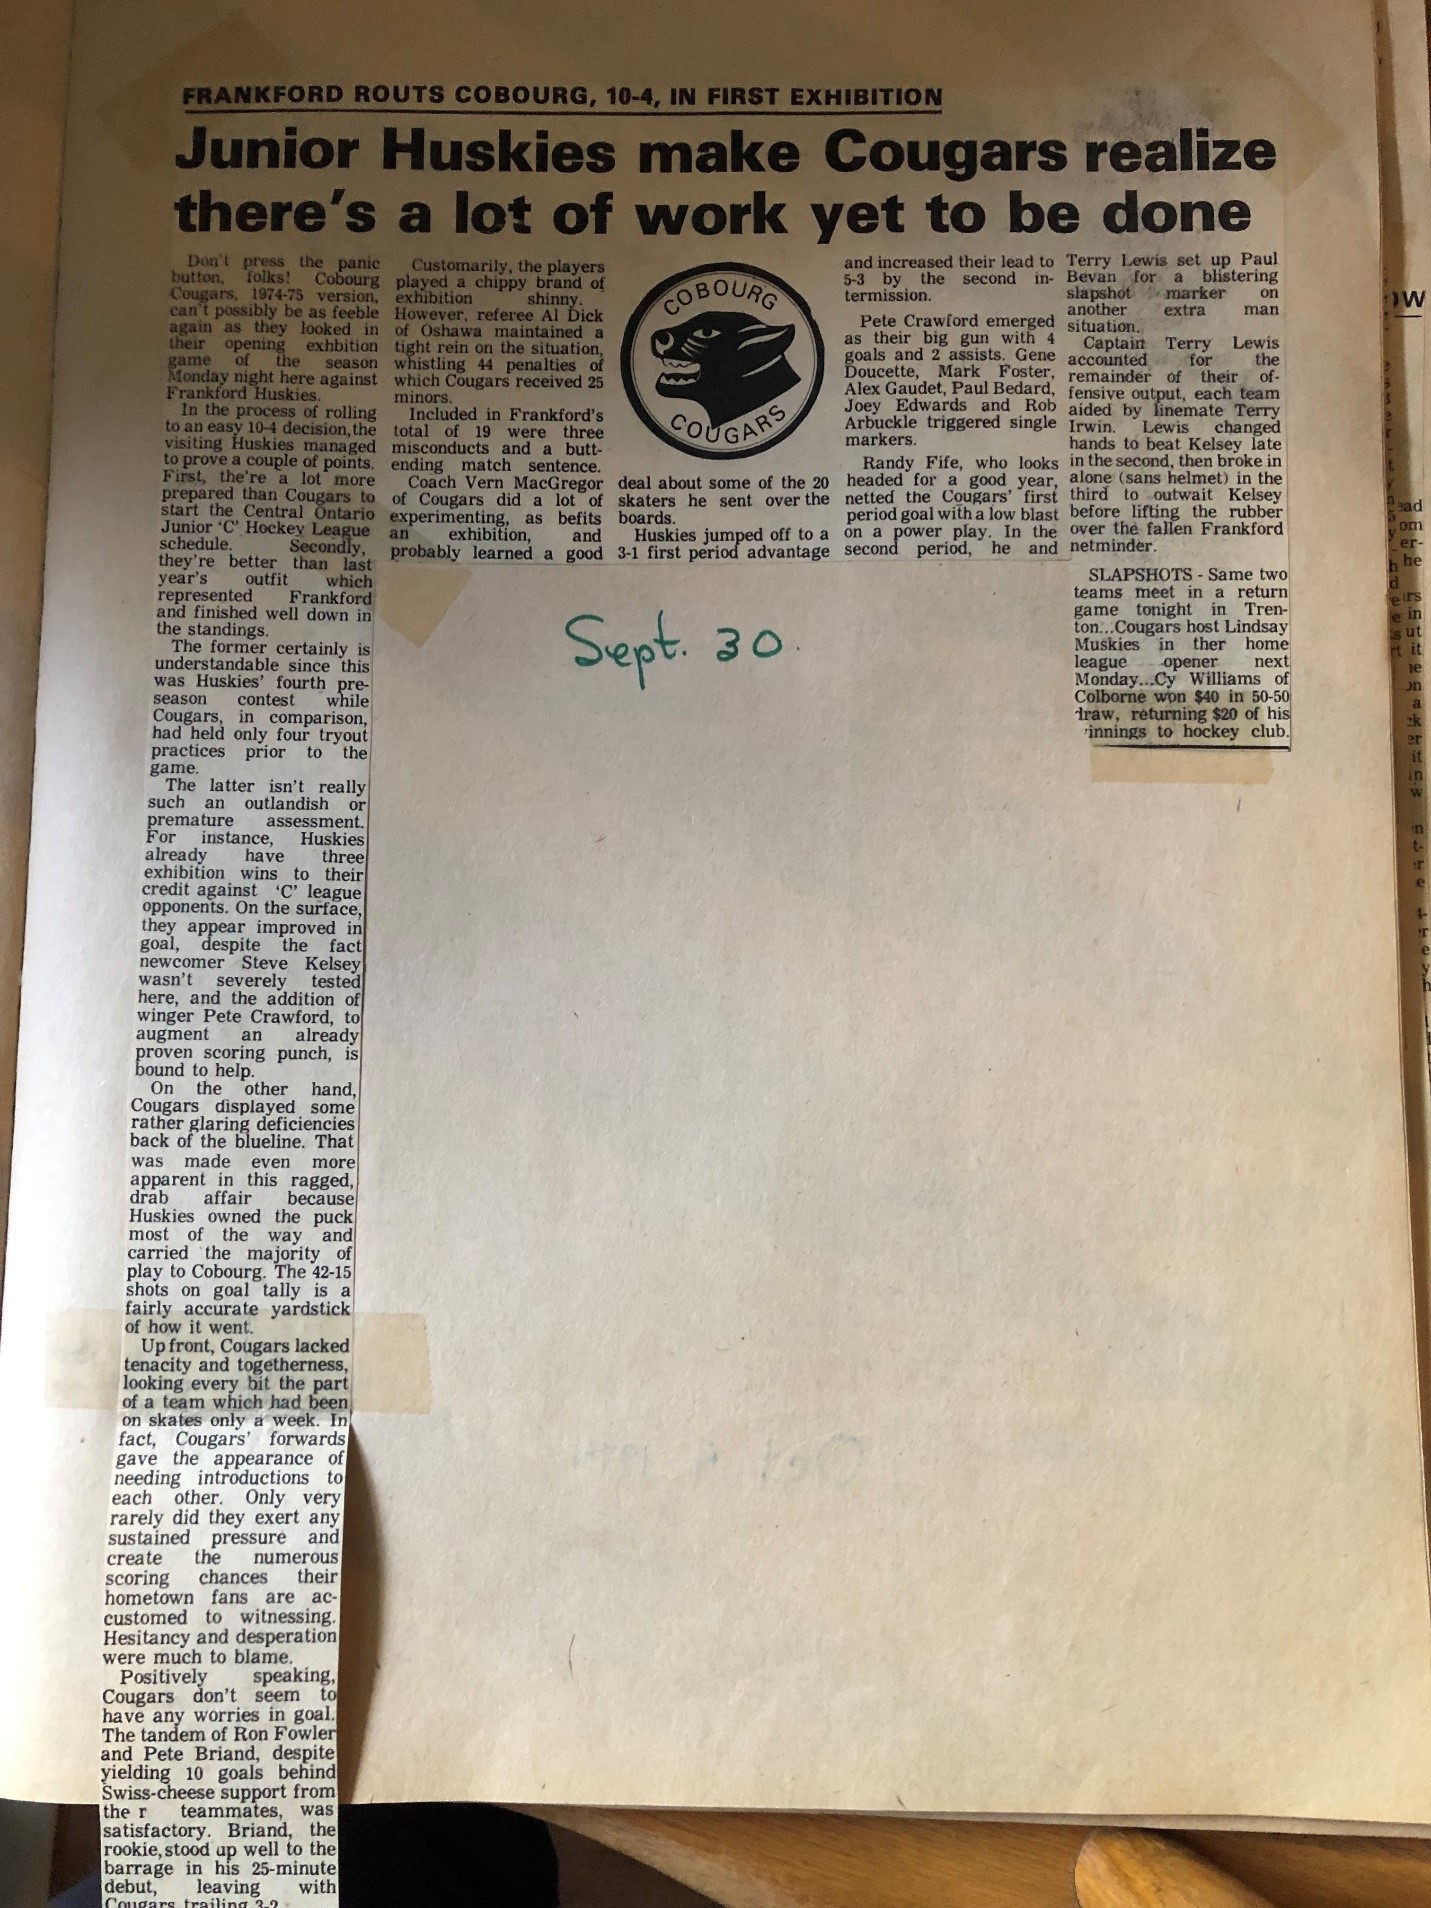 FRANKFORD ROUTS COBOURG, 10-4, IN FIRST EXHIBITION
Junior Huskies make Cougars realize
there's a lot of work yet to be done
Don't press the panic
button, folks! Cobourg
Cougars, 1974-75 version,
can't possibly be as feeble
again as they looked in
their opening exhbition
game of the season
Monday night here against
Frankford Huskies.
In the process of rolling
to an easy 10-4 decision, the
visiting Huskies managed
to prove a couple of points.
First, the're a lot more
prepared than Cougars to
start the Central Ontario
Junior 'C' Hockey League
schedule. Secondly,
they're better than last
year's outfit which
represented Frankford
and finished well down in
the standings.
The former certainly is
understandable since this
was Huskies' fourth pre-
season contest while
Cougars, in comparison,
had held only four tryout
practices prior to the
game.
The latter isn't really
such an outlandish or
premature assessment.
For instance, Huskies
already have three
exhibition wins to their
credit against 'C' league
opponents. On the surface,
they appear improved in
goal, despite the fact
newcomer Steve Kelsey
wasn't severely tested
here, and the addition of
winger Pete Crawford, to
augment an already
proven scoring punch, is
bound to help.
On the other hand,
Cougars displayed some
rather glaring deficiencies
back of the blueline. That
was made even more
apparent in this ragged,
drab affair because
Huskies owned the puck
most of the way and
carried the majority of
play to Cobourg. The 42-15
shots on goal tally is a
fairly accurate yardstick
of how it went.
Up front, Cougars lacked
tenacity and togetherness,
looking every bit the part
of a team which had been
on skates only a week. In
fact, Cougars' forwards
gave the appearance of
needing introductions to
each other. Only very
rarely did they exert any
sustained pressure and
create the numerous
scoring chances their
hometown fans are ac-
customed to witnessing.
Hesitancy and desperation
were much to blame.
Positively speaking,
Cougars don't seem to
have any worries in goal.
The tandem of Ron Fowler
and Pete Briand, despite
yielding 10 goals behind
Swiss-cheese support from
the r teammates, was
satisfactory. Briand, the
rookie, stood up well to the
barrage in his 25-minute
debut, leaving with
Cougars trailing 3-2.
Customarily, the players
played a chippy brand of
exhibition shinny.
However, referee Al Dick
of Oshawa maintained a
tight rein on the situation,
whistling 44 penalties of
which Cougars received 25
minors.
Included in Frankford's
total of 19 were three
misconducts and a butt-
ending match sentence.
Coach Vern MacGregor
of Cougars did a lot of
experimenting, as befits
an exhibition, and
probably learned a good
COBOURG
COUGARS
deal about some of the 20
skaters he sent over the
boards.
Huskies jumped off to a
3-1 first period advantage
and increased their lead to
5-3 by the second in-
termission.
Pete Crawford emerged
as their big gun with 4
goals and 2 assists. Gene
Doucette, Mark Foster,
Alex Gaudet, Paul Bedard,
Joey Edwards and Rob
Arbuckle triggered single
markers.
Randy Fife, who looks
headed for a good year,
netted the Cougars' first
period goal with a low blast
on a power play. In the
second period, he and
Terry Lewis set up Paul
Bevan for a blistering
slapshot marker on
another extra man
situation.
Captain Terry Lewis
accounted for the
remainder of their of-
fensive output, each team
aided by linemate Terry
Irwin. Lewis changed
hands to beat Kelsey late
in the second, then broke in
alone (sans helmet) in the
third to outwait Kelsey
before lifting the rubber
over the fallen Frankford
netminder.
SLAPSHOTS - Same two
teams meet in a return
game tonight in Tren-
ton...Cougars host Lindsay
Muskies in ther home
league opener next
Monday...Cy Williams of
Colborne won $40 in 50-50
draw, returning $20 of his
innings to hockey club.
Sept. 30.